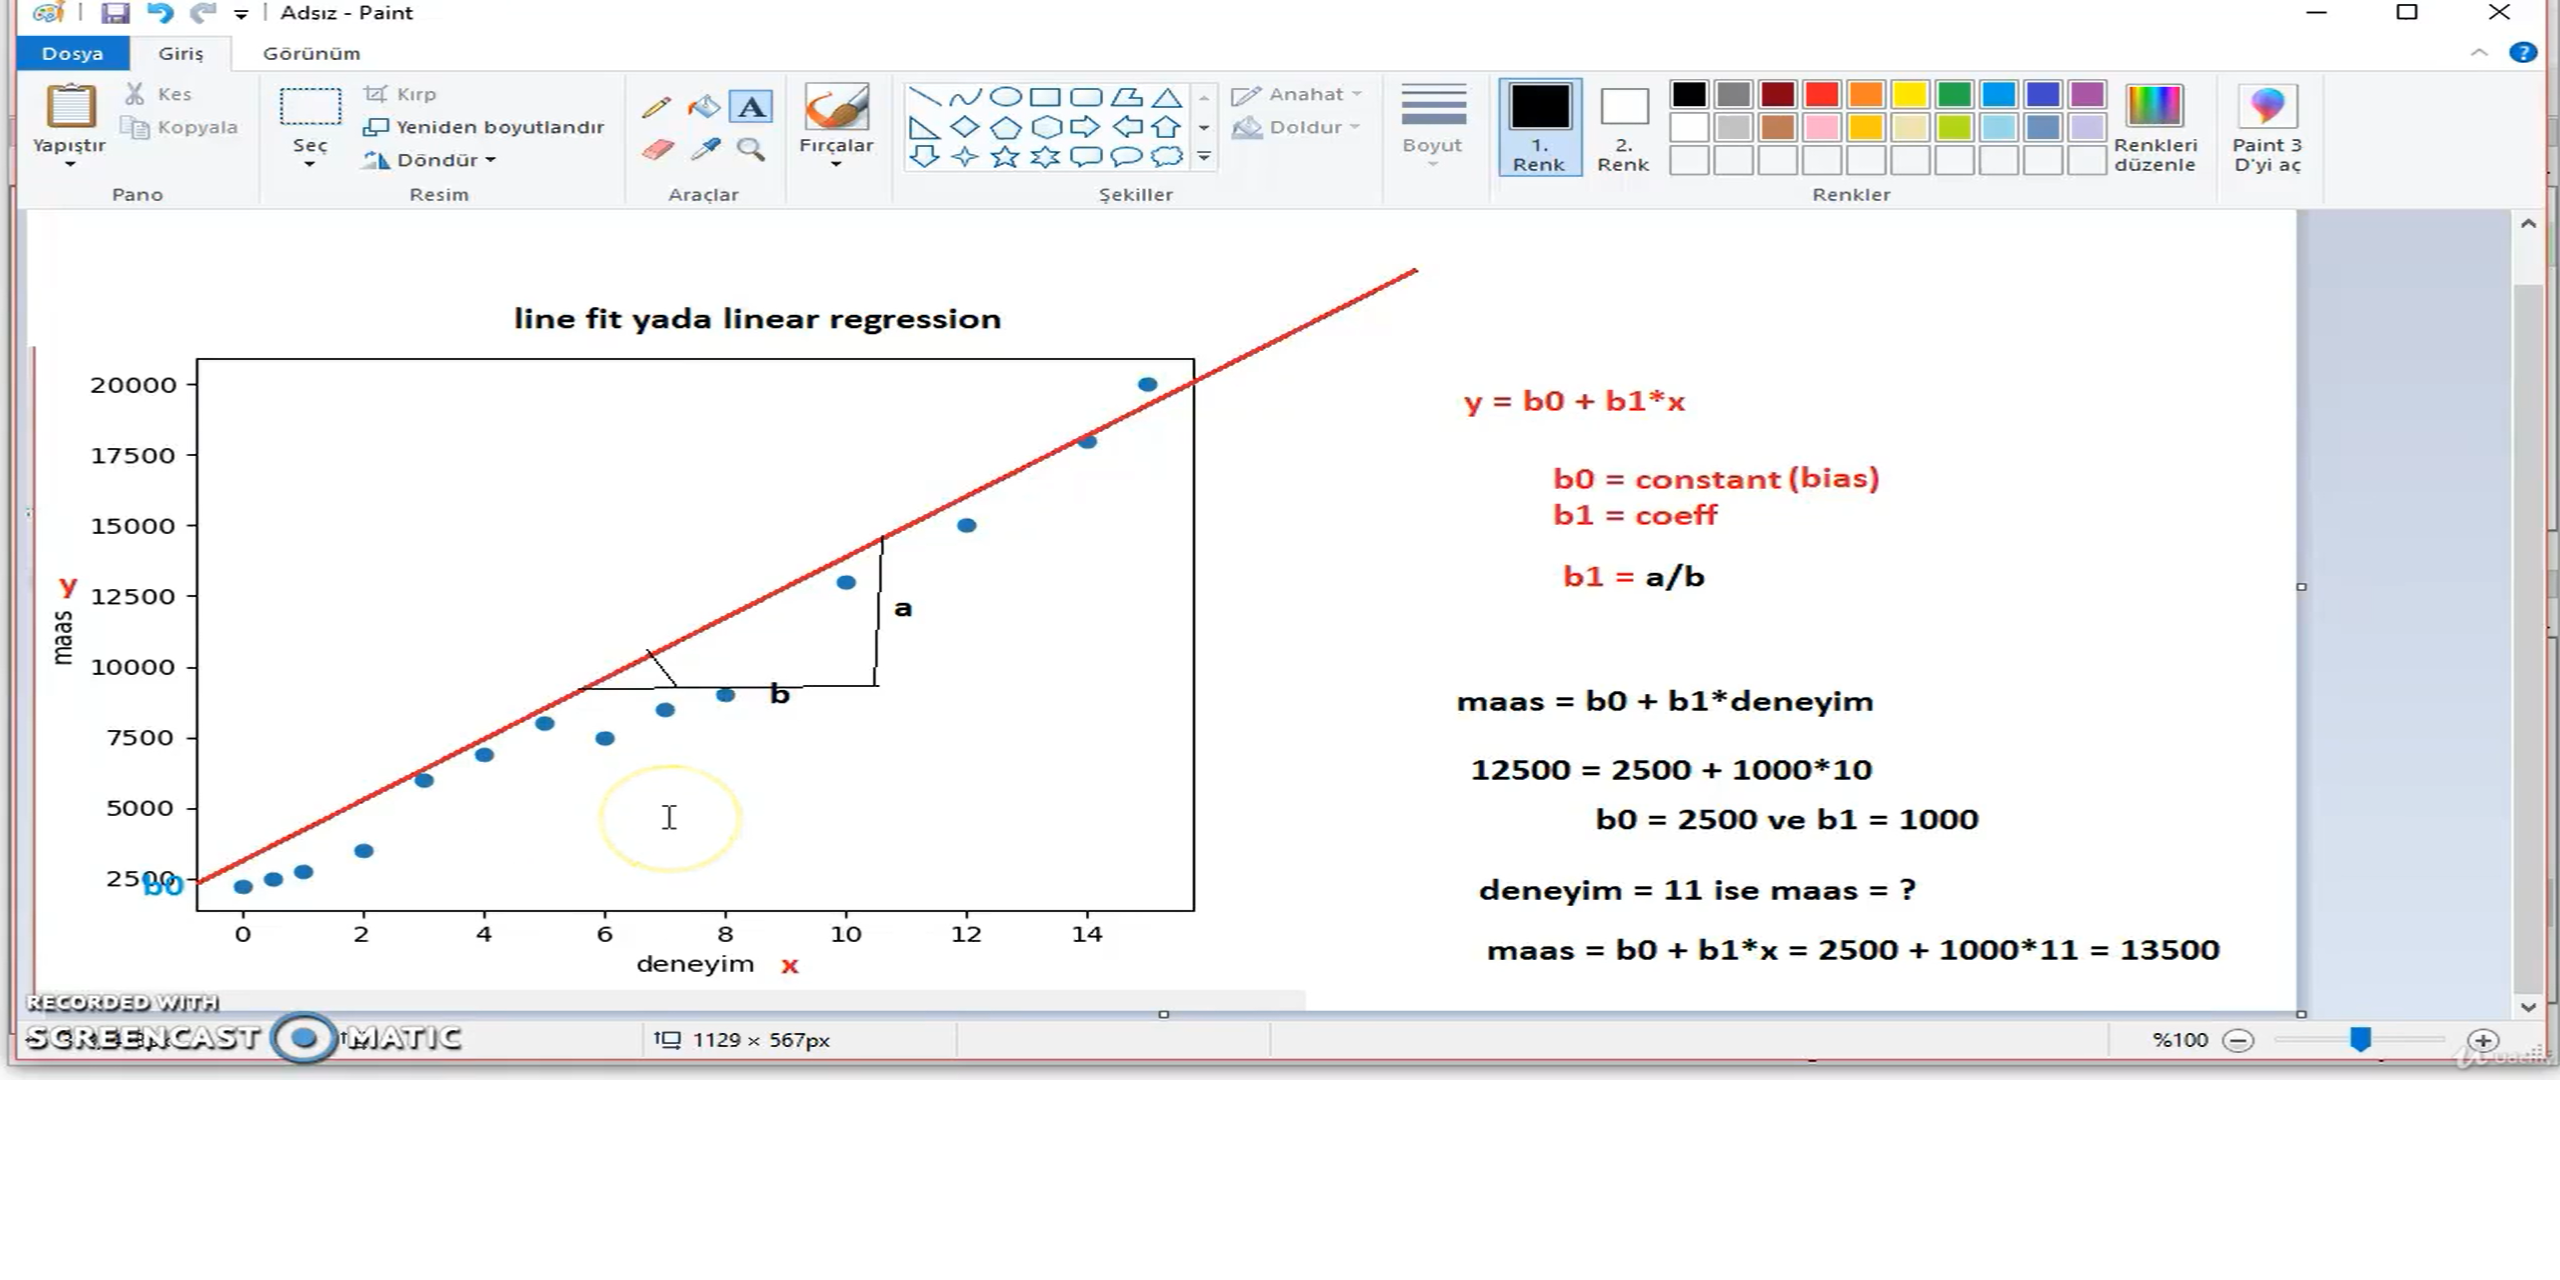 Adsız - Paint
Dosya Giriş Görünüm
Yapıştır
Kes
Kopyala
Pano
Seç
Kırp
Yeniden boyutlandır
Döndür
Resim
A
Araçlar
Fırçalar
Şekiller
Anahat
Doldur
Boyut
1. Renk
2. Renk
Renkleri düzenle
Renkler
Paint 3 D'yi aç
line fit yada linear regression
20000
17500
15000
12500
10000
7500
5000
2500
b0
y
maas
a
b
0 2 4 6 8 10 12 14
deneyim x
y = b0 + b1*x
b0 = constant (bias)
b1 = coeff
b1 = a/b
maas = b0 + b1*deneyim
12500 = 2500 + 1000*10
b0 = 2500 ve b1 = 1000
deneyim = 11 ise maas = ?
maas = b0 + b1*x = 2500 + 1000*11 = 13500
RECORDED WITH
SCREENCAST MATIC
1129 × 567px
%100